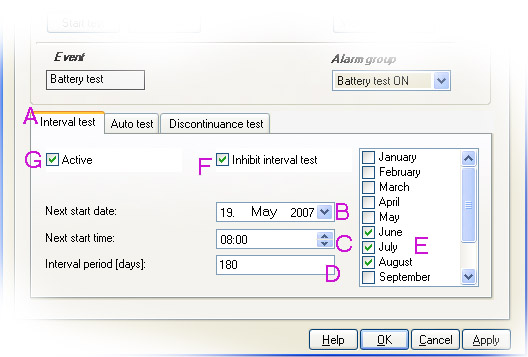 Event
Alarm group
Battery test
Battery test ON
A Interval test Auto test Discontinuance test
G Active F Inhibit interval test
January
February
March
April
May
June
July E
August
September
Next start date: 19. May 2007 B
Next start time: 08:00 C
Interval period [days]: 180 D
Help OK Cancel Apply